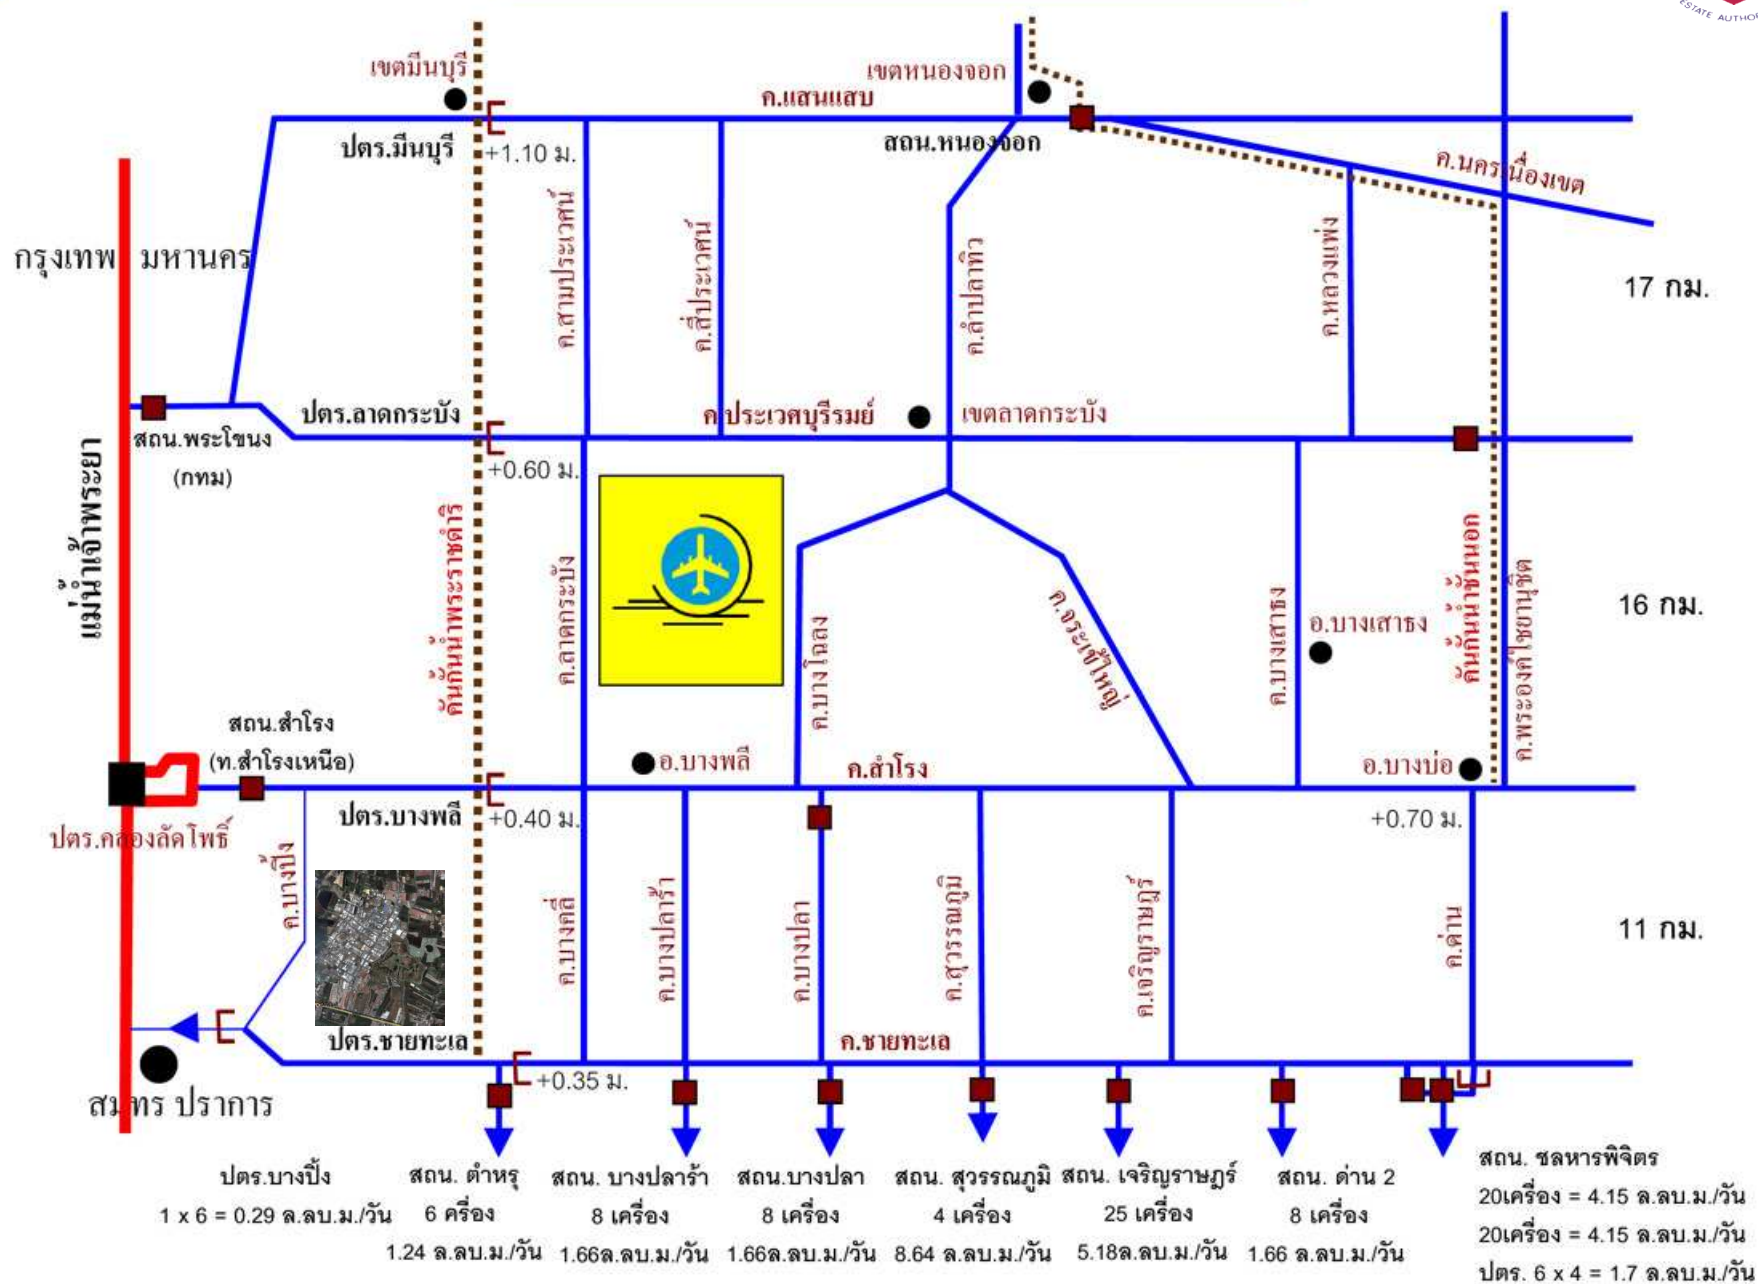 ESTATE AUTHO
เขตมีนบุรี
เขตหนองจอก
ค.แสนแสบ
ปตร.มีนบุรี
+1.10 ม.
สถน.หนองจอก
ค.นครเนื่องเขต
กรุงเทพ มหานคร
ค.สามประเวศน์
ค.สี่ประเวศน์
ค.ลำปลาทิว
ค.หลวงแพ่ง
17 กม.
ปตร.ลาดกระบัง
ค.ประเวศบุรีรมย์
เขตลาดกระบัง
สถน.พระโขนง
(กทม)
+0.60 ม.
แม่น้ำเจ้าพระยา
คันกั้นน้ำพระราชดำริ
ค.ลาดกระบัง
ค.บางโฉลง
ค.จระเข้ใหญ่
ค.บางเสาธง
อ.บางเสาธง
คันกั้นน้ำชั้นนอก
ค.พระองค์ไชยานุชิต
16 กม.
สถน.สำโรง
(ท.สำโรงเหนือ)
อ.บางพลี
ค.สำโรง
อ.บางบ่อ
ปตร.บางพลี
+0.40 ม.
+0.70 ม.
ปตร.คลองลัดโพธิ์
ค.บางปิ้ง
ค.บางคลี่
ค.บางปลาร้า
ค.บางปลา
ค.สุวรรณภูมิ
ค.เจริญราษฎร์
ค.ด่าน
11 กม.
ปตร.ชายทะเล
ค.ชายทะเล
+0.35 ม.
สมุทร ปราการ
ปตร.บางปิ้ง
1 x 6 = 0.29 ล.ลบ.ม./วัน
สถน. ตำหรุ
6 ครื่อง
1.24 ล.ลบ.ม./วัน
สถน. บางปลาร้า
8 เครื่อง
1.66ล.ลบ.ม./วัน
สถน.บางปลา
8 เครื่อง
1.66ล.ลบ.ม./วัน
สถน. สุวรรณภูมิ
4 เครื่อง
8.64 ล.ลบ.ม./วัน
สถน. เจริญราษฎร์
25 เครื่อง
5.18ล.ลบ.ม./วัน
สถน. ด่าน 2
8 เครื่อง
1.66 ล.ลบ.ม./วัน
สถน. ชลหารพิจิตร
20เครื่อง = 4.15 ล.ลบ.ม./วัน
20เครื่อง = 4.15 ล.ลบ.ม./วัน
ปตร. 6 x 4 = 1.7 ล.ลบ.ม./วัน